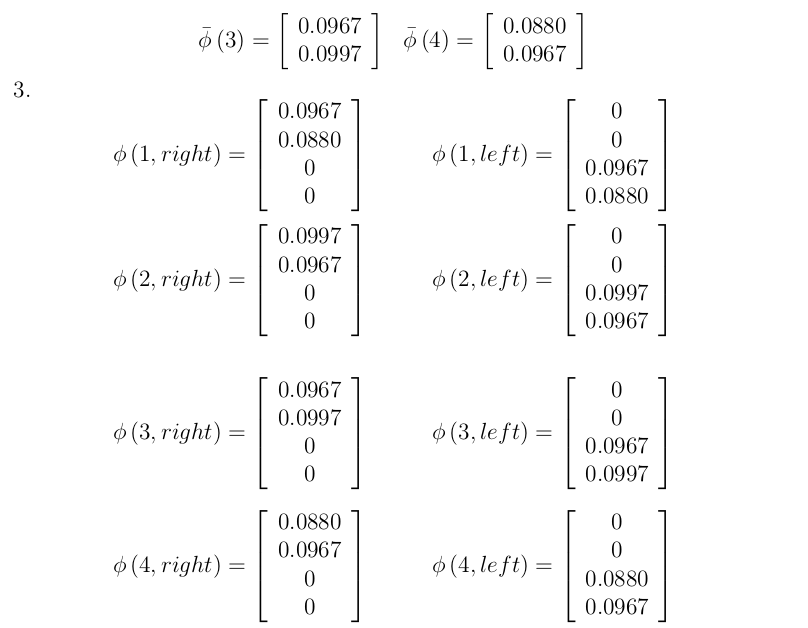 $\bar{\phi}(3) = \begin{bmatrix} 0.0967 \\ 0.0997 \end{bmatrix} \quad \bar{\phi}(4) = \begin{bmatrix} 0.0880 \\ 0.0967 \end{bmatrix}$
3.
$\phi(1, right) = \begin{bmatrix} 0.0967 \\ 0.0880 \\ 0 \\ 0 \end{bmatrix} \quad \phi(1, left) = \begin{bmatrix} 0 \\ 0 \\ 0.0967 \\ 0.0880 \end{bmatrix}$
$\phi(2, right) = \begin{bmatrix} 0.0997 \\ 0.0967 \\ 0 \\ 0 \end{bmatrix} \quad \phi(2, left) = \begin{bmatrix} 0 \\ 0 \\ 0.0997 \\ 0.0967 \end{bmatrix}$
$\phi(3, right) = \begin{bmatrix} 0.0967 \\ 0.0997 \\ 0 \\ 0 \end{bmatrix} \quad \phi(3, left) = \begin{bmatrix} 0 \\ 0 \\ 0.0967 \\ 0.0997 \end{bmatrix}$
$\phi(4, right) = \begin{bmatrix} 0.0880 \\ 0.0967 \\ 0 \\ 0 \end{bmatrix} \quad \phi(4, left) = \begin{bmatrix} 0 \\ 0 \\ 0.0880 \\ 0.0967 \end{bmatrix}$